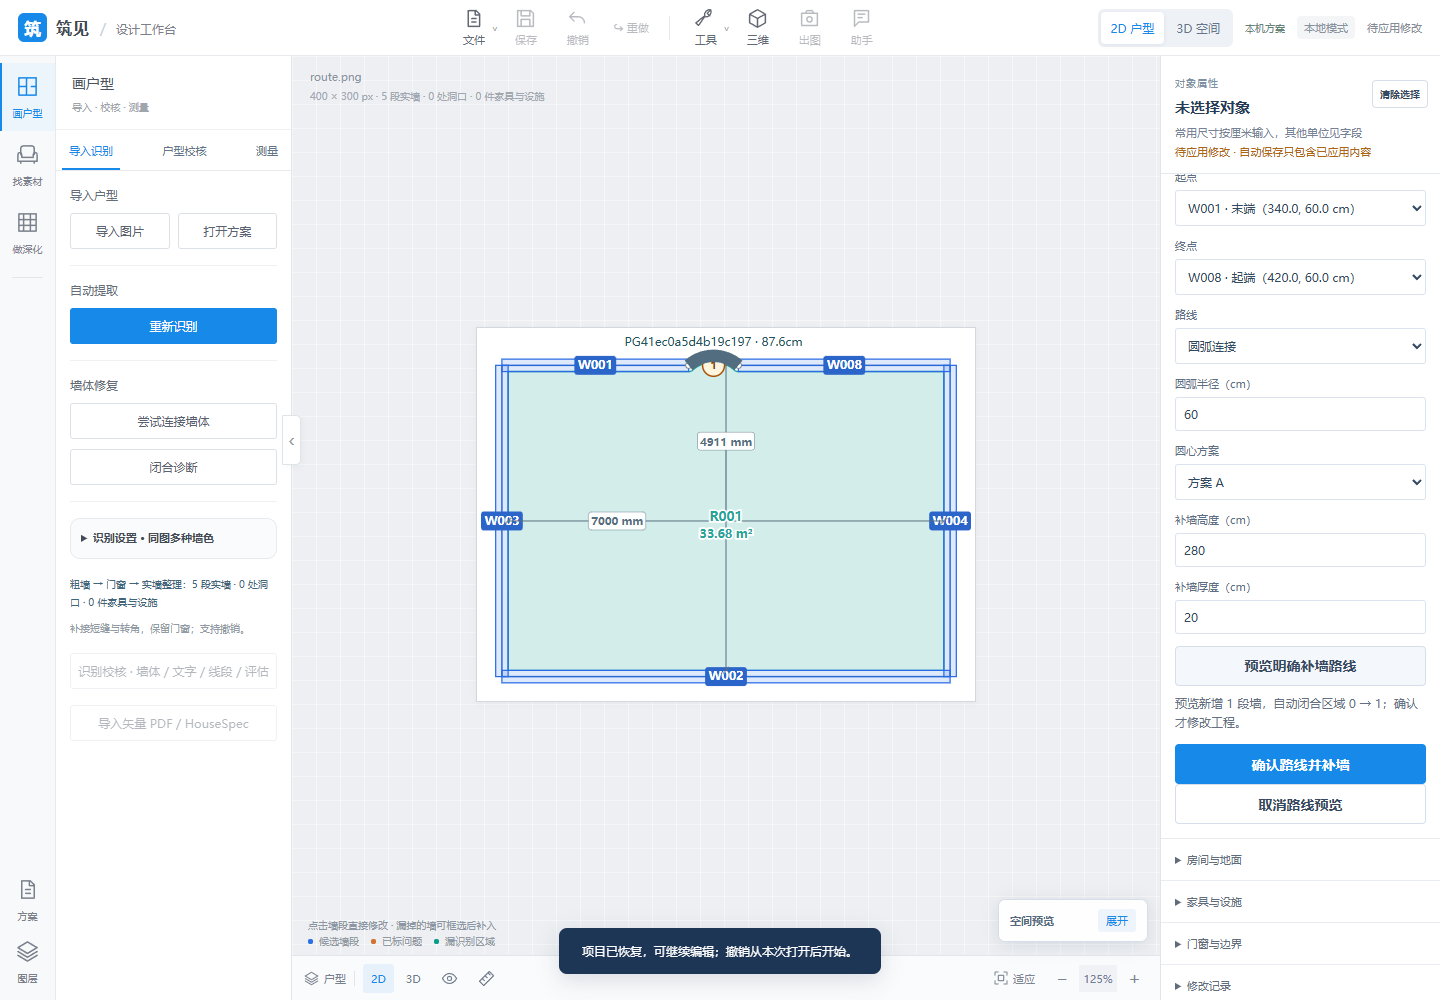 筑 筑见 / 设计工作台
文件 保存 撤销 重做 工具 三维 出图 助手
2D 户型 3D 空间 本机方案 本地模式 待应用修改
画户型
找素材
做深化
方案
图层
画户型
导入 · 校核 · 测量
导入识别 户型校核 测量
导入户型
导入图片 打开方案
自动提取
重新识别
墙体修复
尝试连接墙体
闭合诊断
识别设置 • 同图多种墙色
粗墙 → 门窗 → 实墙整理：5 段实墙 · 0 处洞
口 · 0 件家具与设施
补接短缝与转角，保留门窗；支持撤销。
识别校核 · 墙体 / 文字 / 线段 / 评估
导入矢量 PDF / HouseSpec
route.png
400 × 300 px · 5 段实墙 · 0 处洞口 · 0 件家具与设施
PG41ec0a5d4b19c197 · 87.6cm
W001 1 W008
4911 mm
W003 7000 mm R001 W004
33.68 m²
W002
点击墙段直接修改 · 漏掉的墙可框选后补入
候选墙段 已标问题 漏识别区域
空间预览 展开
项目已恢复，可继续编辑；撤销从本次打开后开始。
户型 2D 3D 适应 − 125% +
对象属性
未选择对象
清除选择
常用尺寸按厘米输入，其他单位见字段
待应用修改 · 自动保存只包含已应用内容
起点
W001 · 末端（340.0, 60.0 cm）
终点
W008 · 起端（420.0, 60.0 cm）
路线
圆弧连接
圆弧半径（cm）
60
圆心方案
方案 A
补墙高度（cm）
280
补墙厚度（cm）
20
预览明确补墙路线
预览新增 1 段墙，自动闭合区域 0 → 1；确认
才修改工程。
确认路线并补墙
取消路线预览
房间与地面
家具与设施
门窗与边界
修改记录